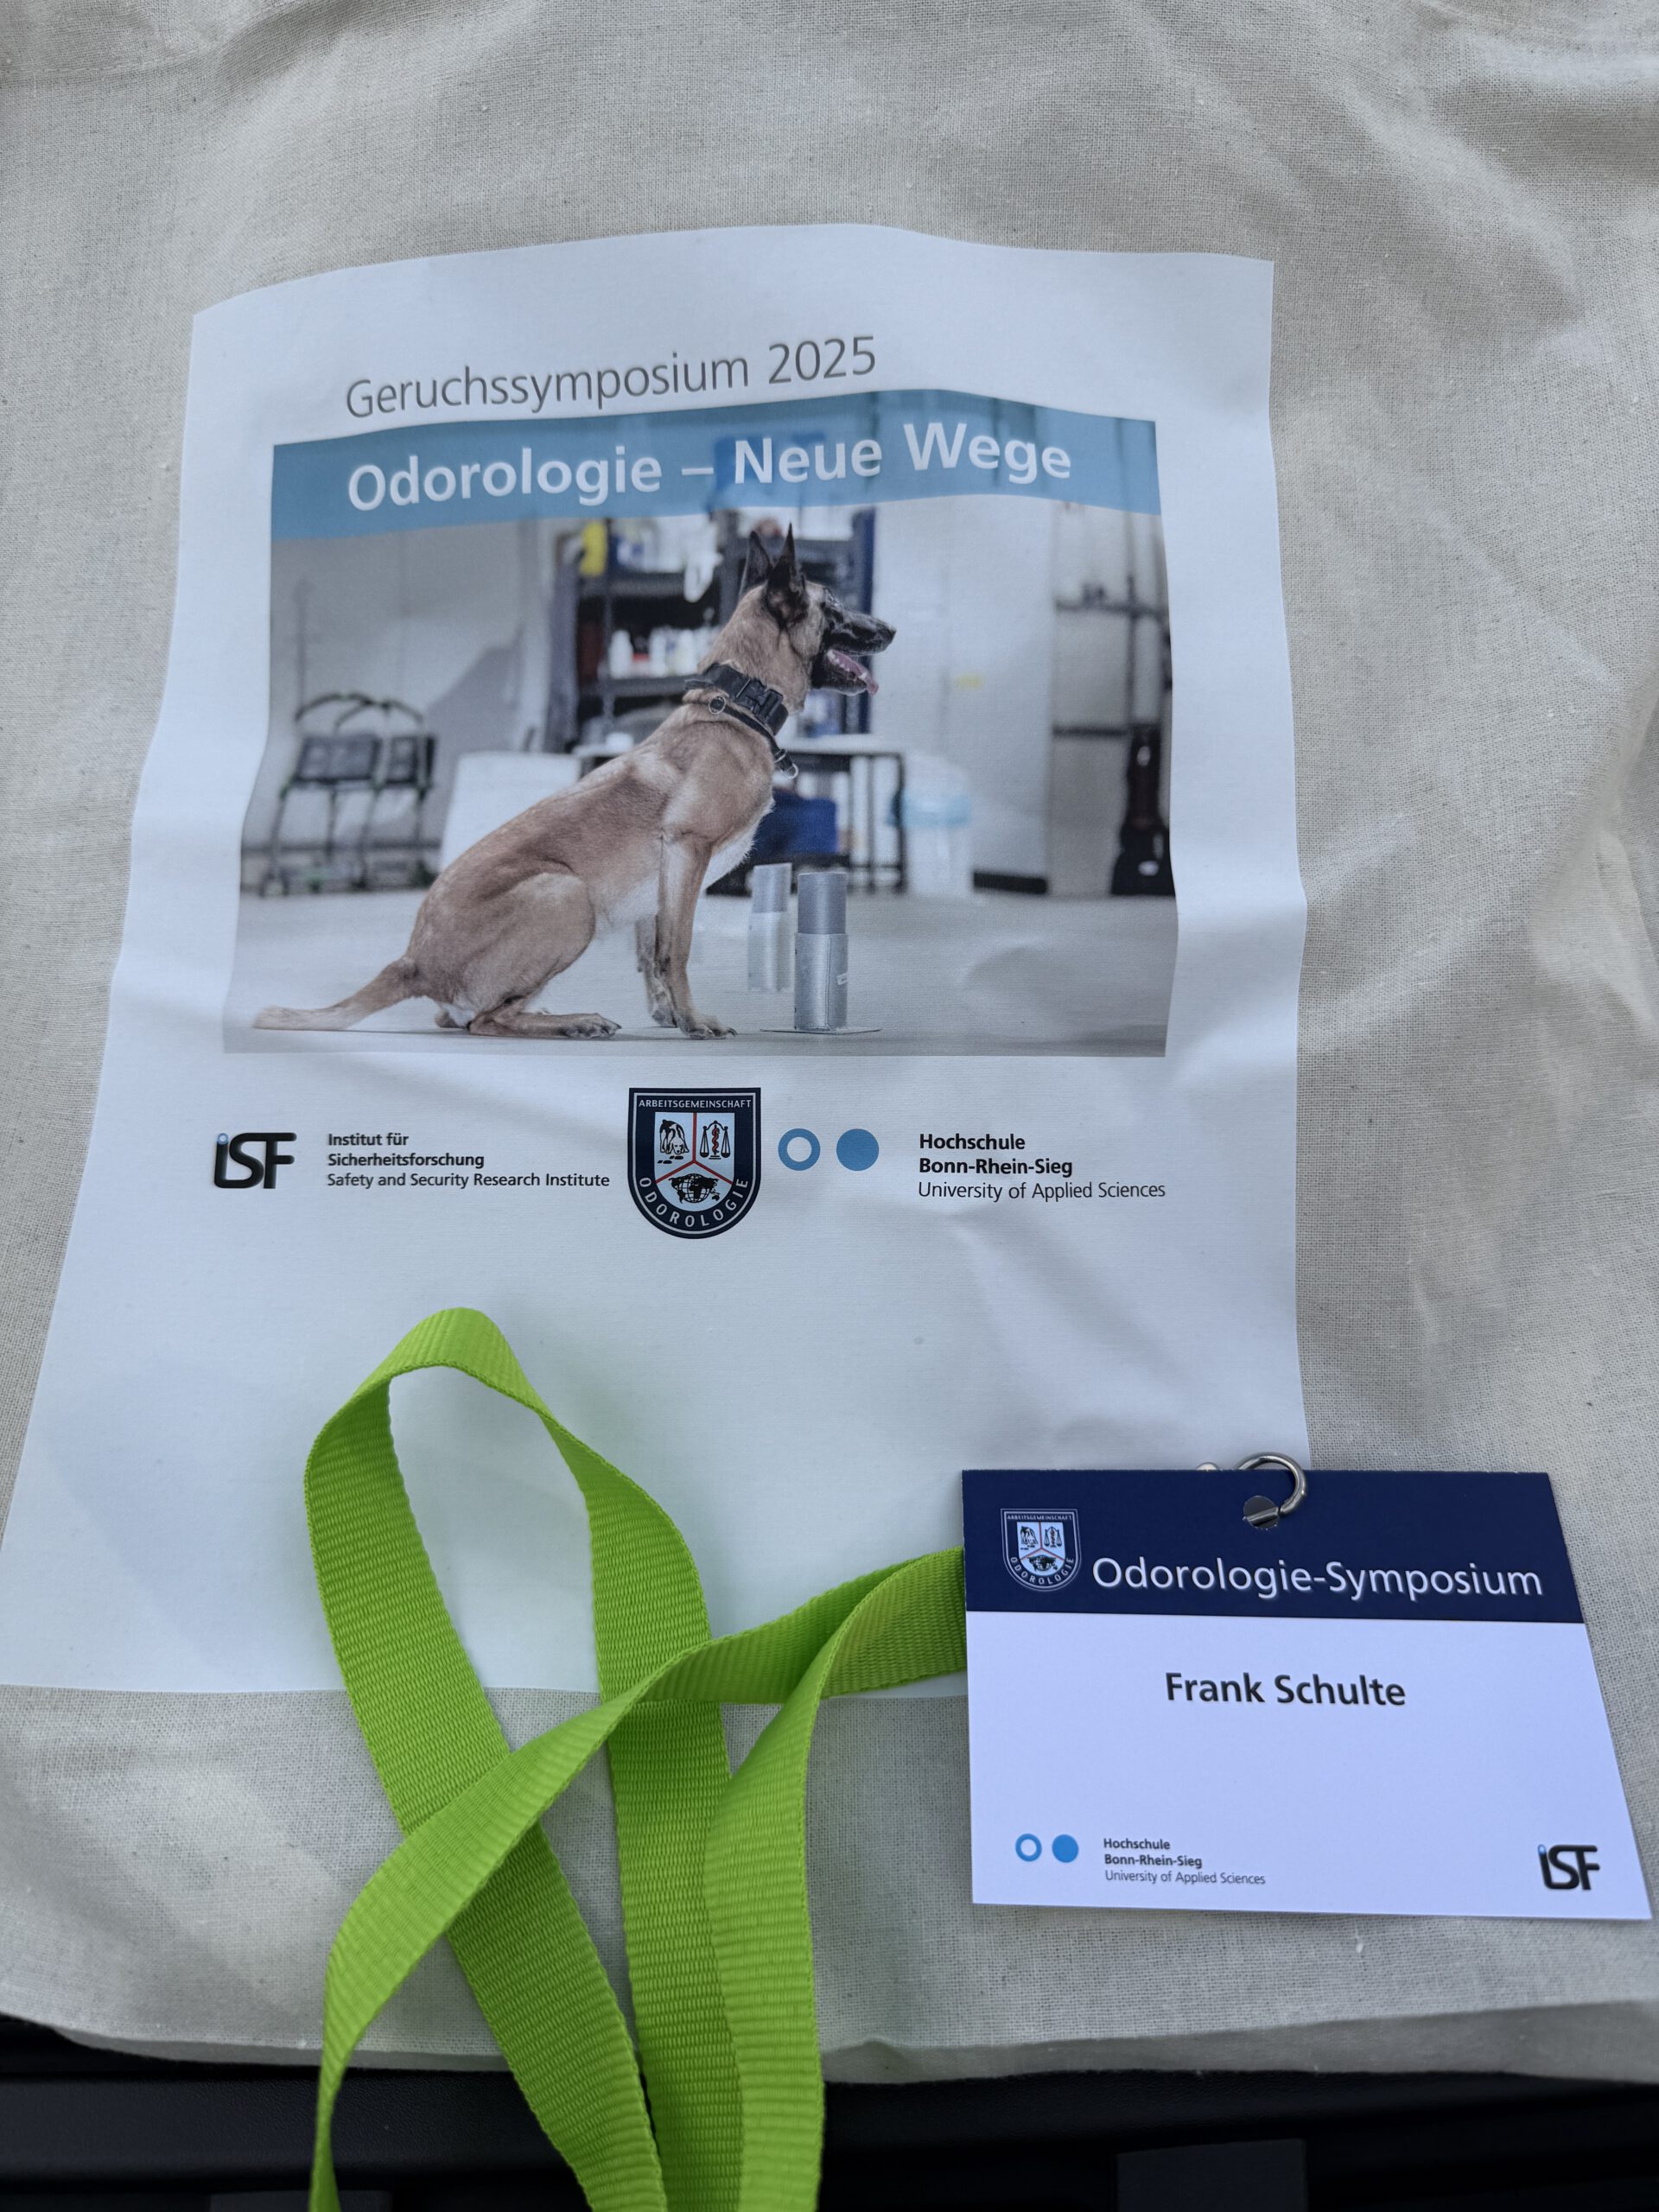 Geruchssymposium 2025
Odorologie – Neue Wege
iSF
Institut für
Sicherheitsforschung
Safety and Security Research Institute
ARBEITSGEMEINSCHAFT
ODOROLOGIE
Hochschule
Bonn-Rhein-Sieg
University of Applied Sciences
ARBEITSGEMEINSCHAFT
ODOROLOGIE
Odorologie-Symposium
Frank Schulte
Hochschule
Bonn-Rhein-Sieg
University of Applied Sciences
iSF